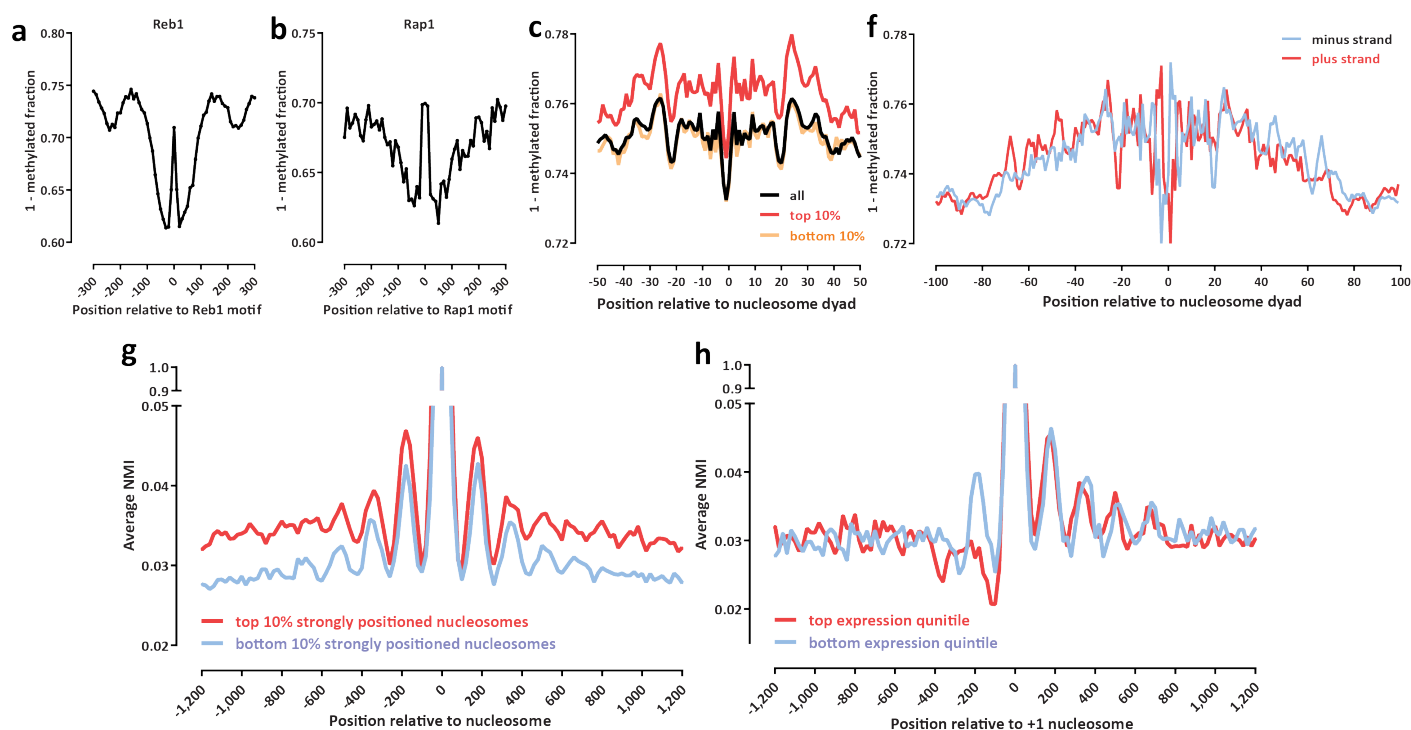 a
Reb1
1 - methylated fraction
0.80
0.75
0.70
0.65
0.60
-300
-200
-100
0
100
200
300
Position relative to Reb1 motif
b
Rap1
1 - methylated fraction
0.75
0.70
0.65
0.60
-300
-200
-100
0
100
200
300
Position relative to Rap1 motif
c
1 - methylated fraction
0.78
0.76
0.74
0.72
all
top 10%
bottom 10%
-50 -40 -30 -20 -10 0 10 20 30 40 50
Position relative to nucleosome dyad
f
1 - methylated fraction
0.78
0.76
0.74
0.72
minus strand
plus strand
-100 -80 -60 -40 -20 0 20 40 60 80 100
Position relative to nucleosome dyad
g
Average NMI
1.0
0.9
0.05
0.04
0.03
0.02
top 10% strongly positioned nucleosomes
bottom 10% strongly positioned nucleosomes
-1,200
-1,000
-800
-600
-400
-200
0
200
400
600
800
1,000
1,200
Position relative to nucleosome
h
Average NMI
1.0
0.9
0.05
0.04
0.03
0.02
top expression qunitile
bottom expression quintile
-1,200
-1,000
-800
-600
-400
-200
0
200
400
600
800
1,000
1,200
Position relative to +1 nucleosome